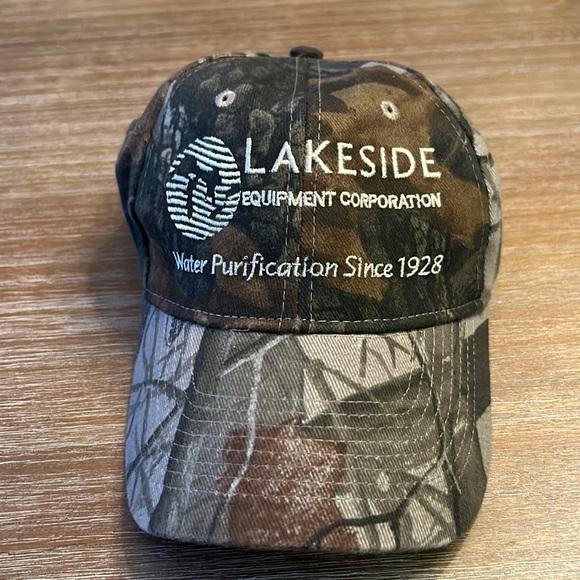 LAKESIDE
EQUIPMENT CORPORATION
Water Purification Since 1928